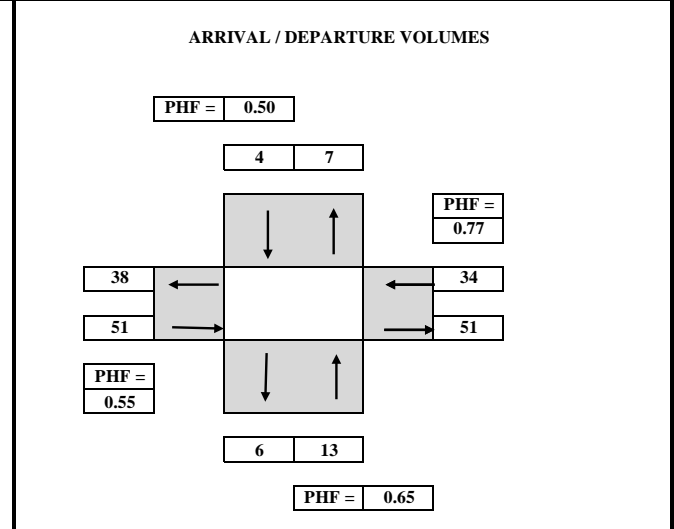 ARRIVAL / DEPARTURE VOLUMES
PHF = 0.50
4 7
PHF =
0.77
38 34
51 51
PHF =
0.55
6 13
PHF = 0.65